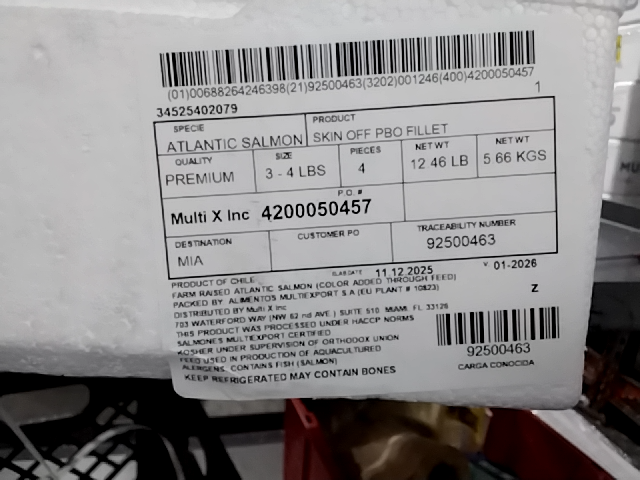 (01)00688264246398(21)92500463(3202)001246(400)4200050457
34525402079
1
SPECIE
ATLANTIC SALMON
PRODUCT
SKIN OFF PBO FILLET
QUALITY
PREMIUM
SIZE
3 - 4 LBS
PIECES
4
NET WT
12.46 LB
NET WT
5.66 KGS
P.O. #
Multi X Inc 4200050457
DESTINATION
MIA
CUSTOMER PO
TRACEABILITY NUMBER
92500463
PRODUCT OF CHILE
ELAB DATE 11.12.2025
V 01-2026
FARM RAISED ATLANTIC SALMON (COLOR ADDED THROUGH FEED)
PACKED BY ALIMENTOS MULTIEXPORT S.A (EU PLANT # 10823)
DISTRIBUTED BY Multi X Inc
703 WATERFORD WAY (NW 62 nd AVE ) SUITE 510 MIAMI, FL 33126
THIS PRODUCT WAS PROCESSED UNDER HACCP NORMS
SALMONES MULTIEXPORT CERTIFIED
KOSHER UNDER SUPERVISION OF ORTHODOX UNION
FEED USED IN PRODUCTION OF AQUACULTURED
ALERGENS, CONTAINS FISH (SALMON)
KEEP REFRIGERATED MAY CONTAIN BONES
Z
92500463
CARGA CONOCIDA